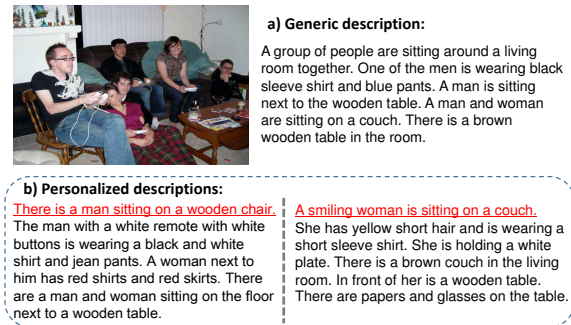 a) Generic description:
A group of people are sitting around a living
room together. One of the men is wearing black
sleeve shirt and blue pants. A man is sitting
next to the wooden table. A man and woman
are sitting on a couch. There is a brown
wooden table in the room.
b) Personalized descriptions:
There is a man sitting on a wooden chair.
The man with a white remote with white
buttons is wearing a black and white
shirt and jean pants. A woman next to
him has red shirts and red skirts. There
are a man and woman sitting on the floor
next to a wooden table.
A smiling woman is sitting on a couch.
She has yellow short hair and is wearing a
short sleeve shirt. She is holding a white
plate. There is a brown couch in the living
room. In front of her is a wooden table.
There are papers and glasses on the table.